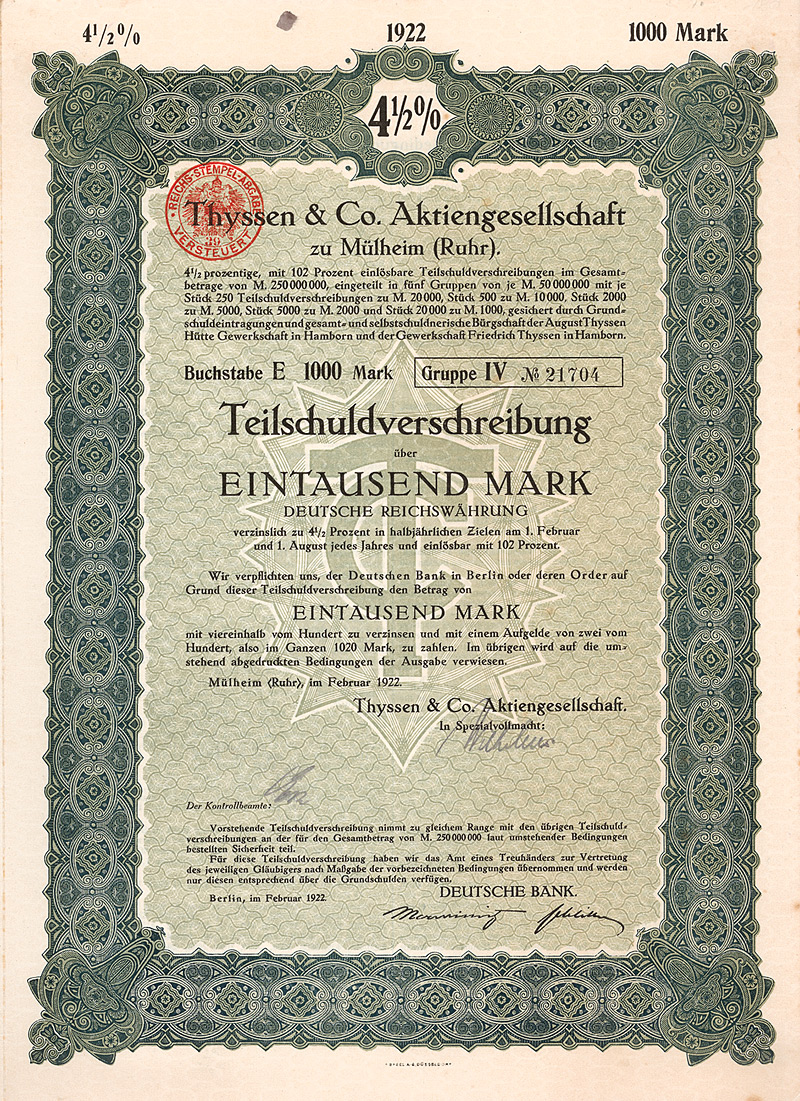 4½% 1922 1000 Mark
4½%
REICHS-STEMPEL-ABGABE
VERSTEUERT
39
Thyssen & Co. Aktiengesellschaft
zu Mülheim (Ruhr).
4½ prozentige, mit 102 Prozent einlösbare Teilschuldverschreibungen im Gesamt=
betrage von M. 250 000 000, eingeteilt in fünf Gruppen von je M. 50 000 000 mit je
Stück 250 Teilschuldverschreibungen zu M. 20 000, Stück 500 zu M. 10 000, Stück 2000
zu M. 5000, Stück 5000 zu M. 2000 und Stück 20 000 zu M. 1000, gesichert durch Grund=
schuldeintragungen und gesamt= und selbstschuldnerische Bürgschaft der August Thyssen
Hütte Gewerkschaft in Hamborn und der Gewerkschaft Friedrich Thyssen in Hamborn.
Buchstabe E 1000 Mark Gruppe IV № 21704
Teilschuldverschreibung
über
EINTAUSEND MARK
DEUTSCHE REICHSWÄHRUNG
verzinslich zu 4½ Prozent in halbjährlichen Zielen am 1. Februar
und 1. August jedes Jahres und einlösbar mit 102 Prozent.
Wir verpflichten uns, der Deutschen Bank in Berlin oder deren Order auf
Grund dieser Teilschuldverschreibung den Betrag von
EINTAUSEND MARK
mit viereinhalb vom Hundert zu verzinsen und mit einem Aufgelde von zwei vom
Hundert, also im Ganzen 1020 Mark, zu zahlen. Im übrigen wird auf die um=
stehend abgedruckten Bedingungen der Ausgabe verwiesen.
Mülheim (Ruhr), im Februar 1922.
Thyssen & Co. Aktiengesellschaft.
In Spezialvollmacht:
Der Kontrollbeamte:
Vorstehende Teilschuldverschreibung nimmt zu gleichem Range mit den übrigen Teilschuld=
verschreibungen an der für den Gesamtbetrag von M. 250 000 000 laut umstehender Bedingungen
bestellten Sicherheit teil.
Für diese Teilschuldverschreibung haben wir das Amt eines Treuhänders zur Vertretung
des jeweiligen Gläubigers nach Maßgabe der vorbezeichneten Bedingungen übernommen und werden
nur diesen entsprechend über die Grundschulden verfügen.
DEUTSCHE BANK.
Berlin, im Februar 1922.